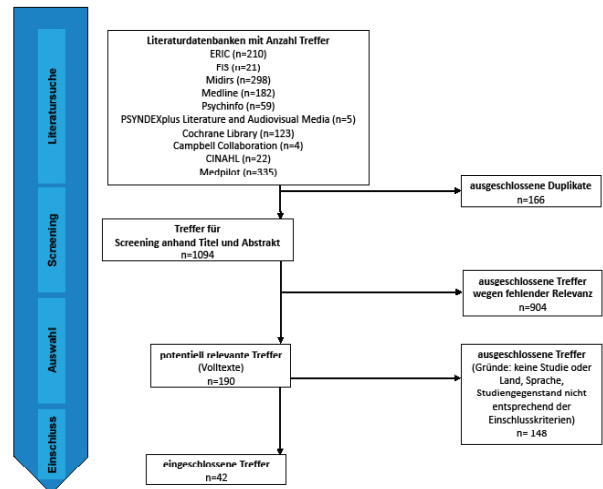 Literatursuche
Screening
Auswahl
Einschluss
Literaturdatenbanken mit Anzahl Treffer
ERIC (n=210)
FIS (n=21)
Midirs (n=298)
Medline (n=182)
Psychinfo (n=59)
PSYNDEXplus Literature and Audiovisual Media (n=5)
Cochrane Library (n=123)
Campbell Collaboration (n=4)
CINAHL (n=22)
Medpilot (n=335)
ausgeschlossene Duplikate
n=166
Treffer für
Screening anhand Titel und Abstrakt
n=1094
ausgeschlossene Treffer
wegen fehlender Relevanz
n=904
potentiell relevante Treffer
(Volltexte)
n=190
ausgeschlossene Treffer
(Gründe: keine Studie oder
Land, Sprache,
Studiengegenstand nicht
entsprechend der
Einschlusskriterien)
n= 148
eingeschlossene Treffer
n=42